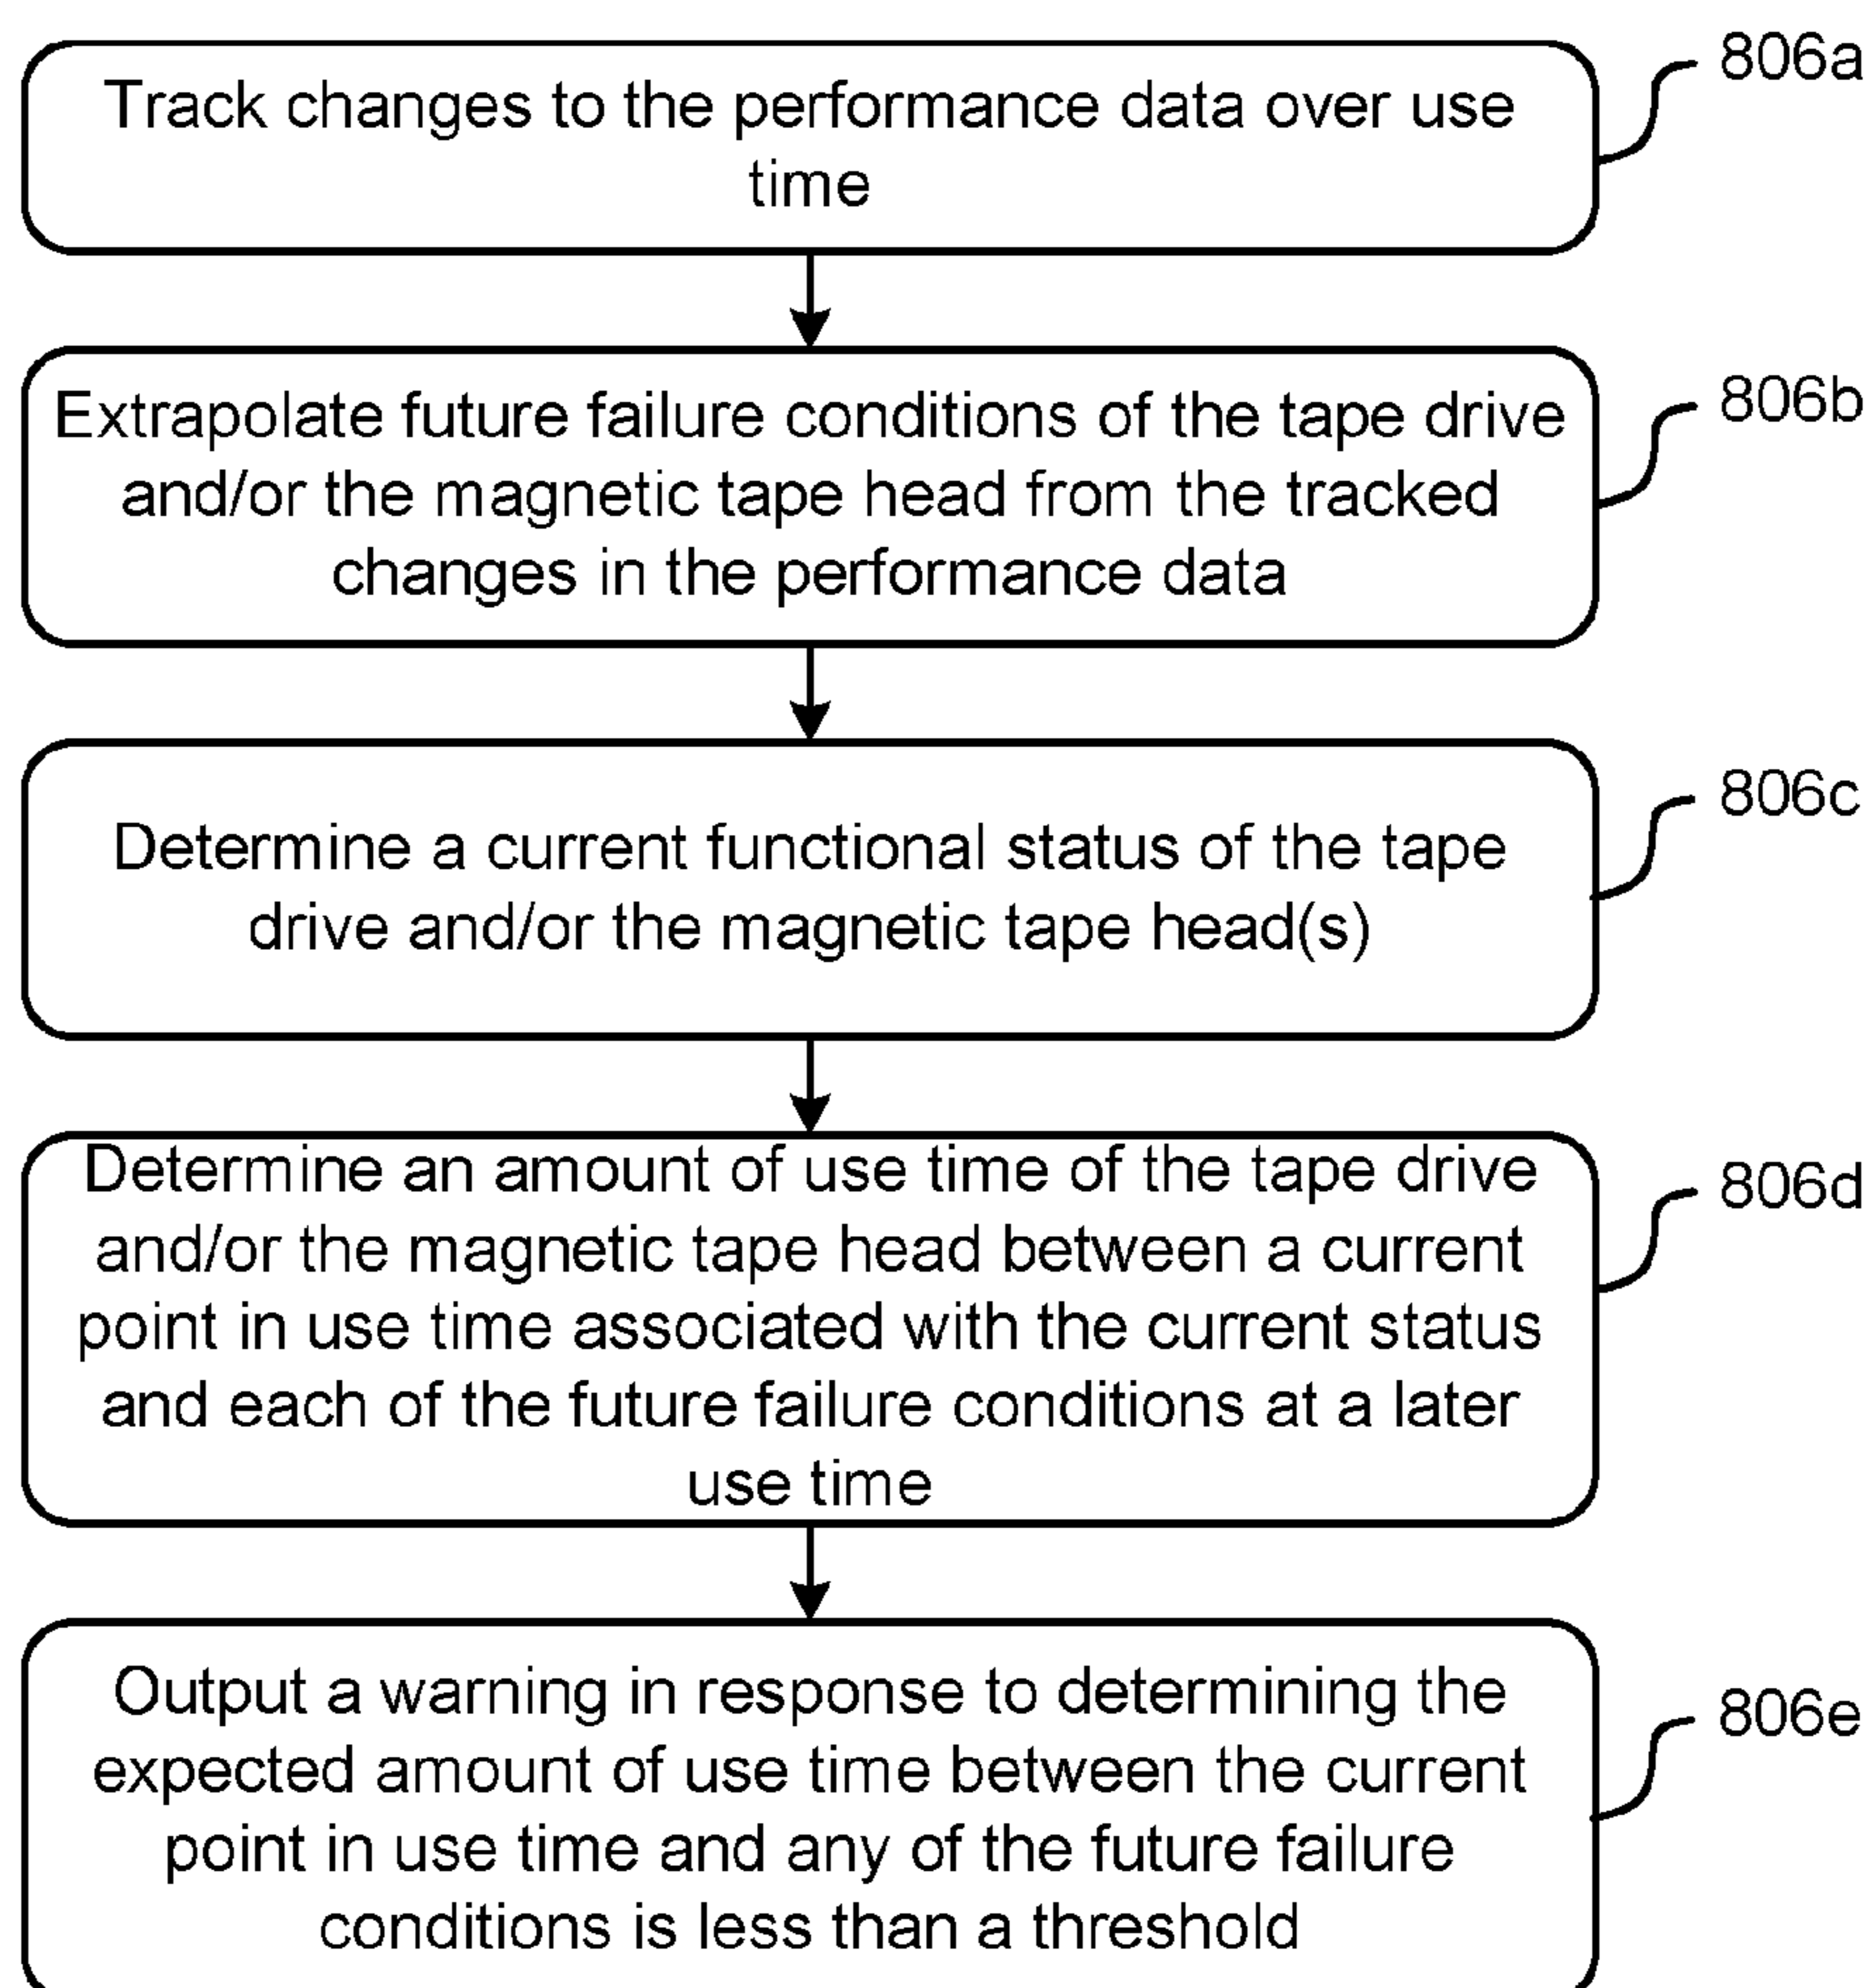 Track changes to the performance data over use
time
806a
Extrapolate future failure conditions of the tape drive
and/or the magnetic tape head from the tracked
changes in the performance data
806b
Determine a current functional status of the tape
drive and/or the magnetic tape head(s)
806c
Determine an amount of use time of the tape drive
and/or the magnetic tape head between a current
point in use time associated with the current status
and each of the future failure conditions at a later
use time
806d
Output a warning in response to determining the
expected amount of use time between the current
point in use time and any of the future failure
conditions is less than a threshold
806e